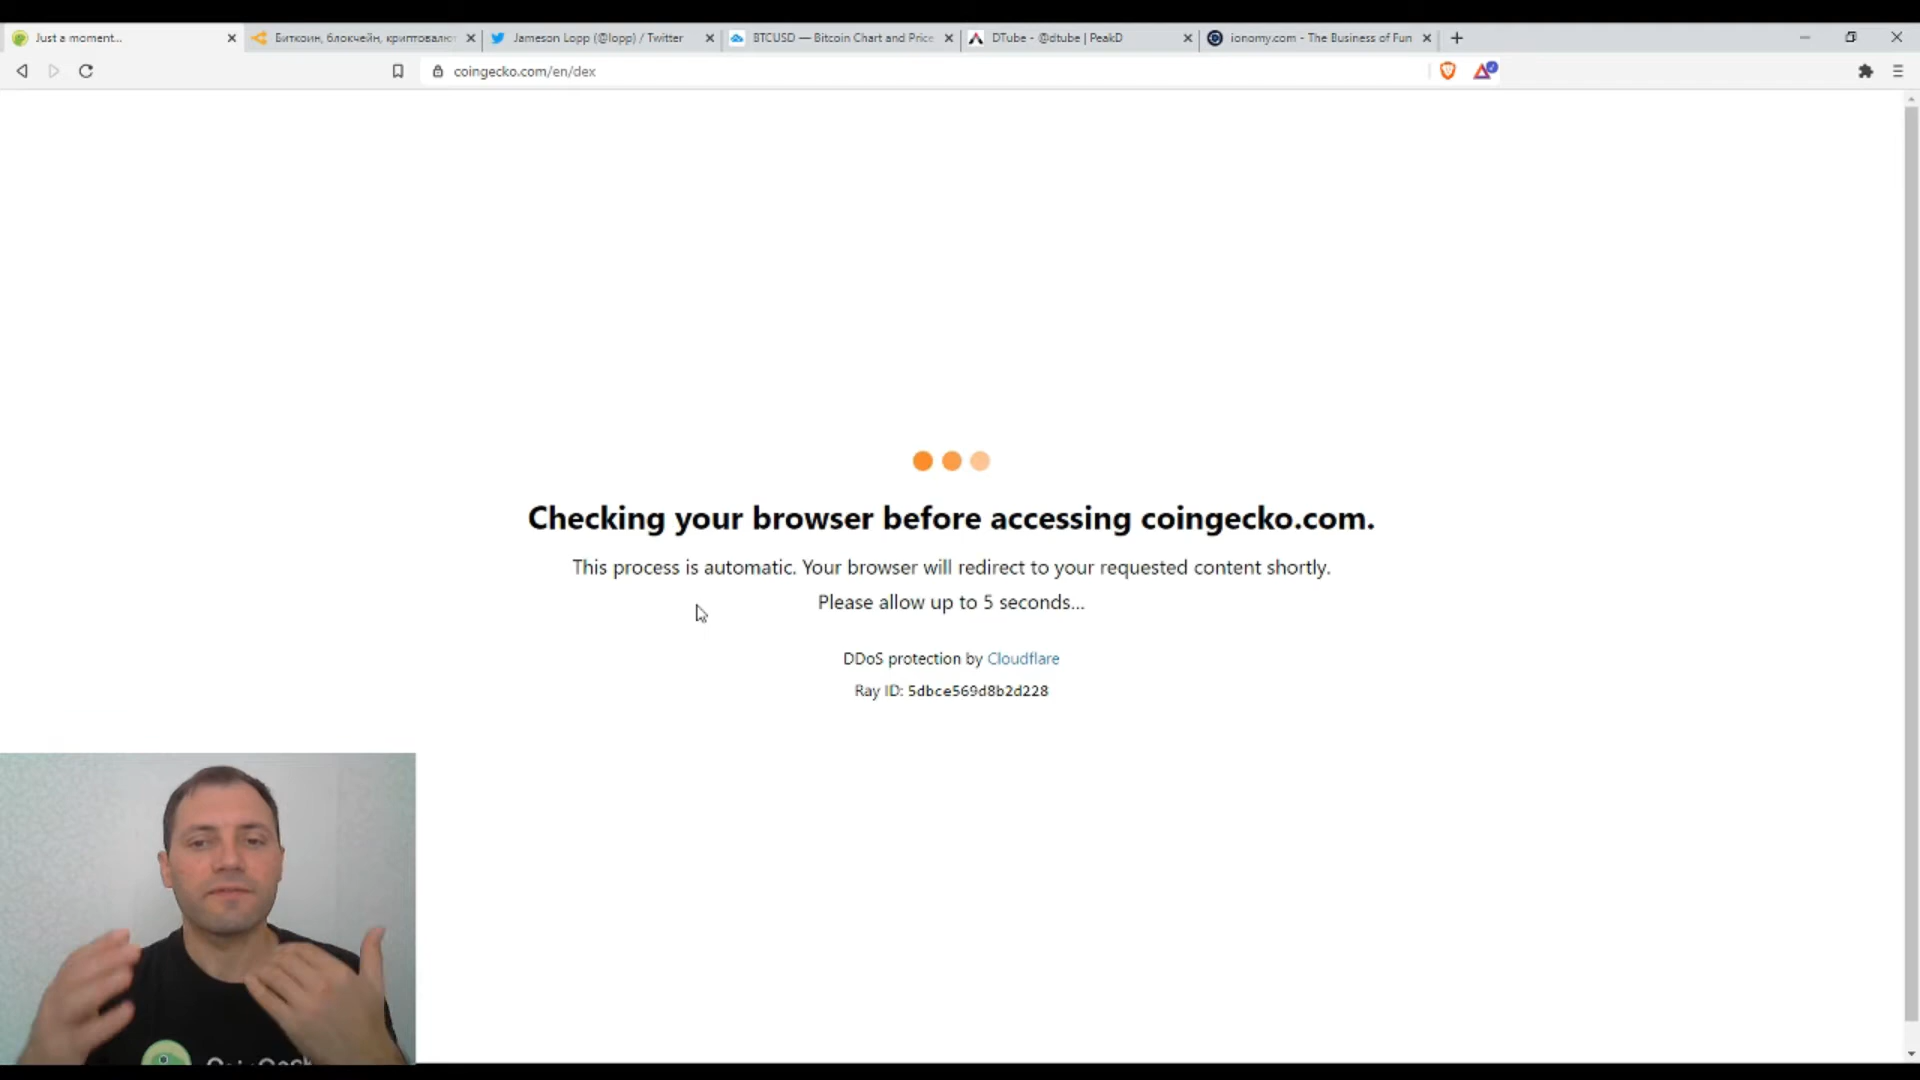 Just a moment...
Биткоин, блокчейн, криптовалют
Jameson Lopp (@lopp) / Twitter
BTCUSD — Bitcoin Chart and Price
DTube - @dtube | PeakD
ionomy.com - The Business of Fun
coingecko.com/en/dex
Checking your browser before accessing coingecko.com.
This process is automatic. Your browser will redirect to your requested content shortly.
Please allow up to 5 seconds...
DDoS protection by Cloudflare
Ray ID: 5dbce569d8b2d228